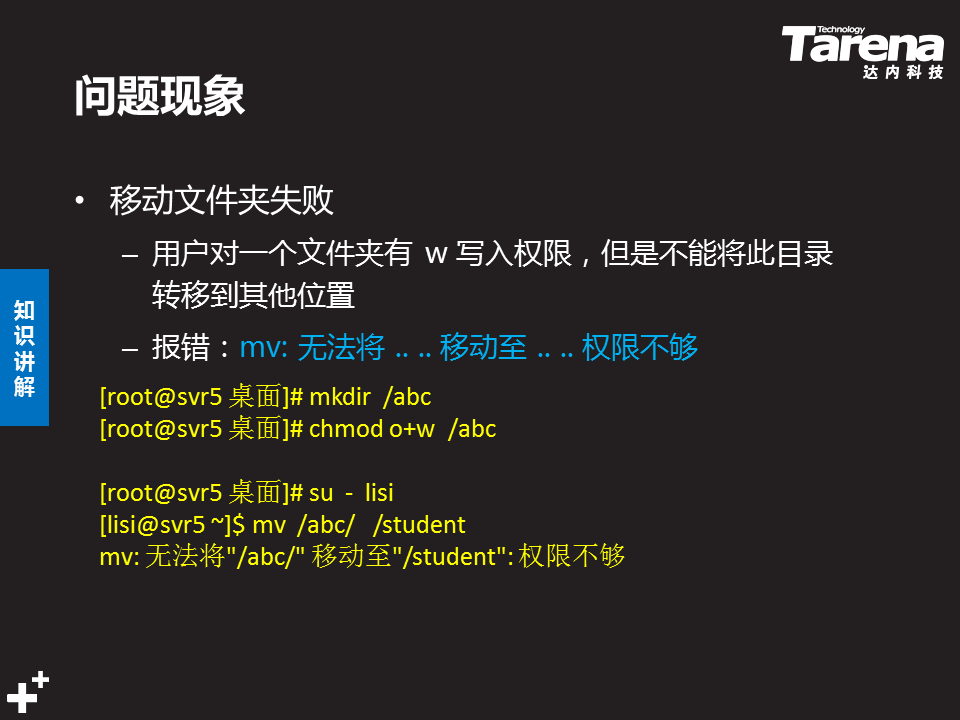 Technology
Tarena
达内科技
问题现象
• 移动文件夹失败
– 用户对一个文件夹有 w 写入权限，但是不能将此目录
转移到其他位置
– 报错：mv: 无法将 .. .. 移动至 .. .. 权限不够
知识讲解
[root@svr5 桌面]# mkdir /abc
[root@svr5 桌面]# chmod o+w /abc
[root@svr5 桌面]# su - lisi
[lisi@svr5 ~]$ mv /abc/ /student
mv: 无法将"/abc/" 移动至"/student": 权限不够